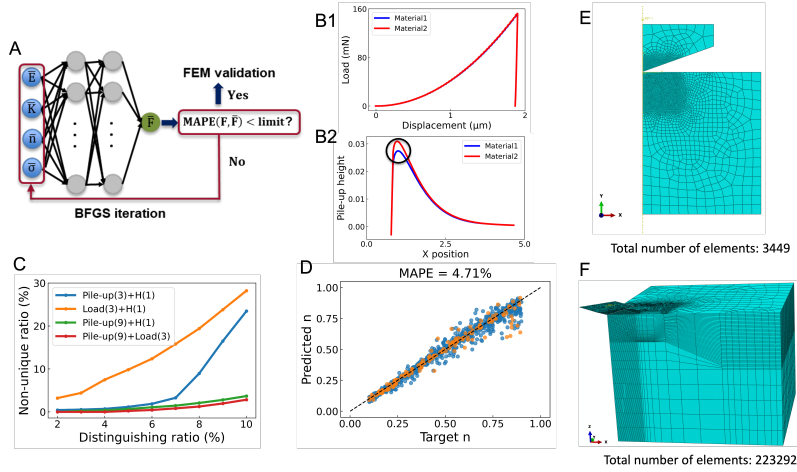 A
E̅
K̅
n̅
σ̅
F̅
FEM validation
Yes
MAPE(F,F̅) < limit?
No
BFGS iteration
B1
Load (mN)
160
80
0
Material1
Material2
0
1
2
Displacement (μm)
B2
Pile-up height
0.03
0.02
0.01
0.00
Material1
Material2
0.0
2.5
5.0
X position
C
Non-unique ratio (%)
30
20
10
0
Pile-up(3)+H(1)
Load(3)+H(1)
Pile-up(9)+H(1)
Pile-up(9)+Load(3)
2
4
6
8
10
Distinguishing ratio (%)
D
MAPE = 4.71%
Predicted n
1.00
0.75
0.50
0.25
0.00
0.00
0.25
0.50
0.75
1.00
Target n
E
Y
X
Total number of elements: 3449
F
Z
Y
X
Total number of elements: 223292